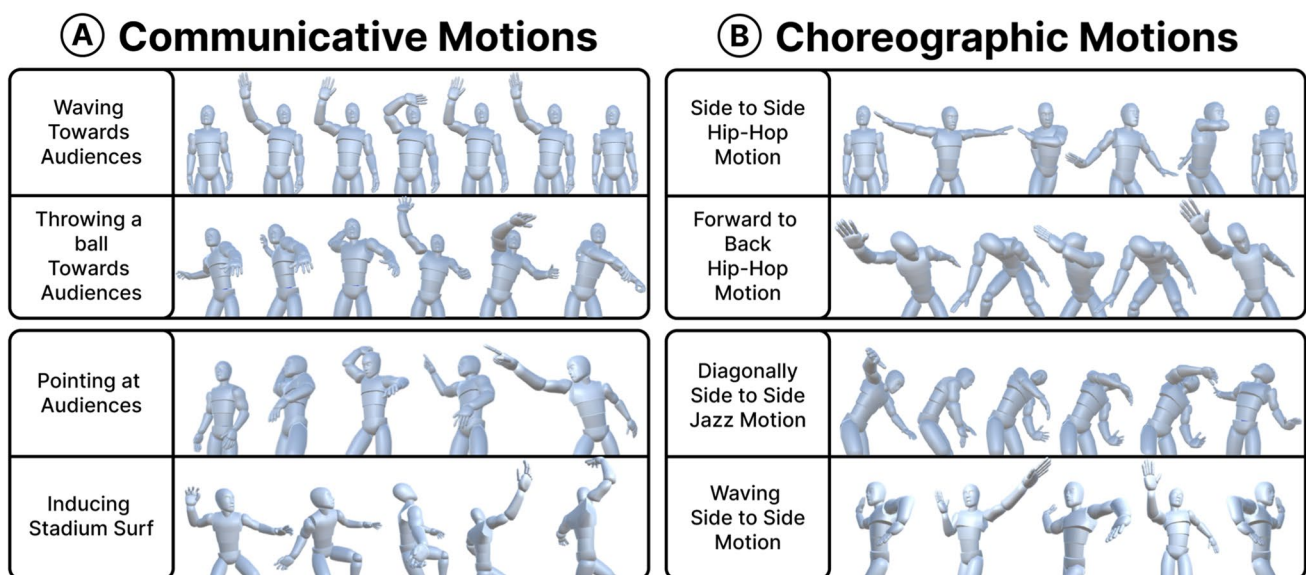 A Communicative Motions
Waving
Towards
Audiences
Throwing a
ball
Towards
Audiences
Pointing at
Audiences
Inducing
Stadium Surf
B Choreographic Motions
Side to Side
Hip-Hop
Motion
Forward to
Back
Hip-Hop
Motion
Diagonally
Side to Side
Jazz Motion
Waving
Side to Side
Motion